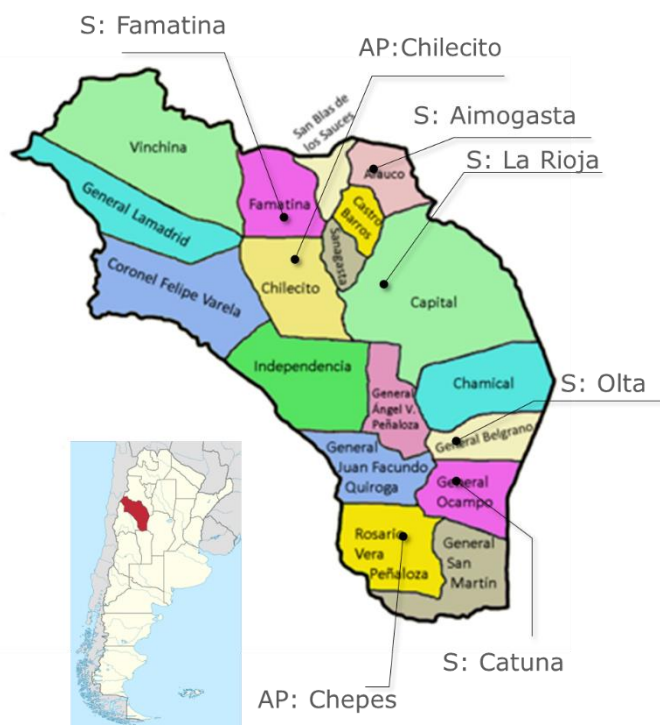 S: Famatina
AP:Chilecito
San Blas de
los Sauces
S: Aimogasta
S: La Rioja
Vinchina
Arauco
General Lamadrid
Famatina
Castro
Barros
Sanagasta
Coronel Felipe Varela
Chilecito
Capital
Independencia
General
Ángel V.
Peñaloza
Chamical
S: Olta
General Belgrano
General
Juan Facundo
Quiroga
General
Ocampo
Rosario
Vera
Peñaloza
General
San
Martín
S: Catuna
AP: Chepes